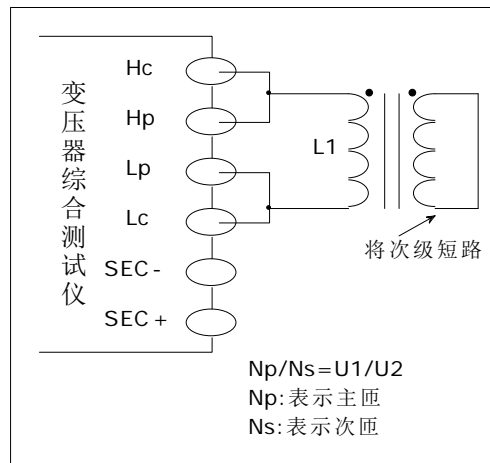 变压器综合测试仪
Hc
Hp
Lp
Lc
SEC-
SEC+
L1
将次级短路
Np/Ns=U1/U2
Np:表示主匝
Ns:表示次匝